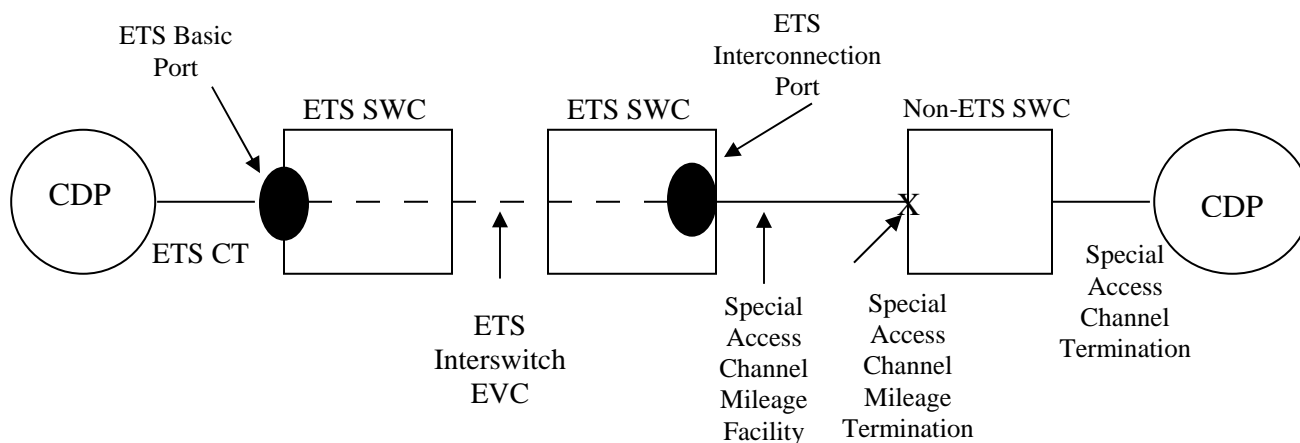 ETS Basic
Port
ETS
Interconnection
Port
ETS SWC
ETS SWC
Non-ETS SWC
CDP
X
CDP
ETS CT
ETS
Interswitch
EVC
Special
Access
Channel
Mileage
Facility
Special
Access
Channel
Mileage
Termination
Special
Access
Channel
Termination